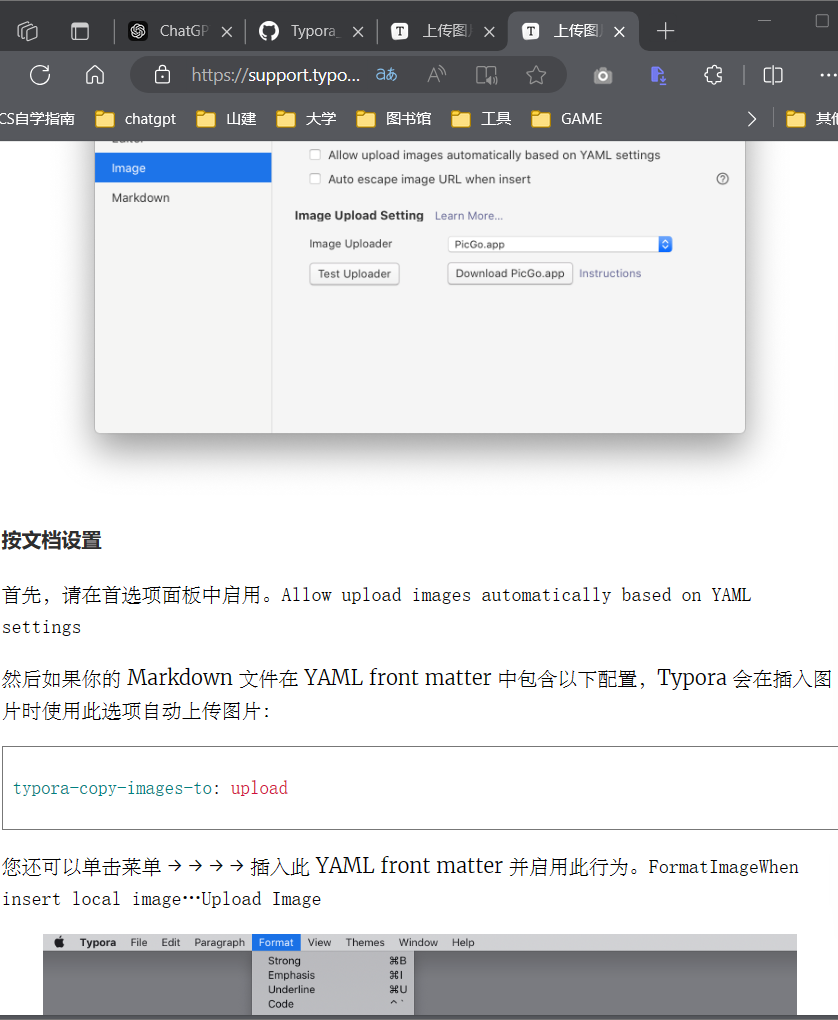 ChatGP
Typora_
上传图
上传图
https://support.typo...
CS自学指南
chatgpt
山建
大学
图书馆
工具
GAME
其他
Editor
Image
Markdown
Allow upload images automatically based on YAML settings
Auto escape image URL when insert
Image Upload Setting Learn More...
Image Uploader PicGo.app
Test Uploader Download PicGo.app Instructions
按文档设置
首先，请在首选项面板中启用。Allow upload images automatically based on YAML
settings
然后如果你的 Markdown 文件在 YAML front matter 中包含以下配置，Typora 会在插入图
片时使用此选项自动上传图片：
typora-copy-images-to: upload
您还可以单击菜单 → → → → 插入此 YAML front matter 并启用此行为。FormatImageWhen
insert local image…Upload Image
Typora File Edit Paragraph Format View Themes Window Help
Strong ⌘B
Emphasis ⌘I
Underline ⌘U
Code ^`